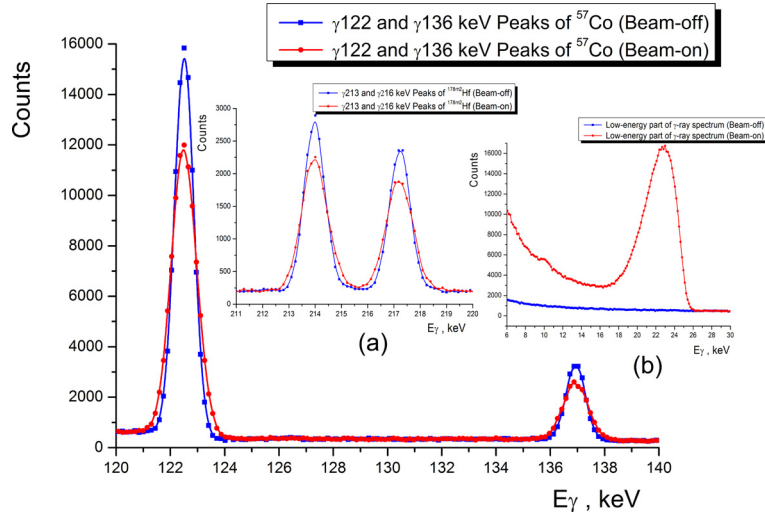 γ122 and γ136 keV Peaks of ⁵⁷Co (Beam-off)
γ122 and γ136 keV Peaks of ⁵⁷Co (Beam-on)
Counts
16000
14000
12000
10000
8000
6000
4000
2000
0
120 122 124 126 128 130 132 134 136 138 140
Eγ , keV
γ213 and γ216 keV Peaks of ¹⁷⁸ᵐ²Hf (Beam-off)
γ213 and γ216 keV Peaks of ¹⁷⁸ᵐ²Hf (Beam-on)
Counts
3000
2500
2000
1500
1000
500
0
211 212 213 214 215 216 217 218 219 220
Eγ , keV
(a)
Low-energy part of γ-ray spectrum (Beam-off)
Low-energy part of γ-ray spectrum (Beam-on)
Counts
16000
14000
12000
10000
8000
6000
4000
2000
0
6 8 10 12 14 16 18 20 22 24 26 28 30
Eγ , keV
(b)